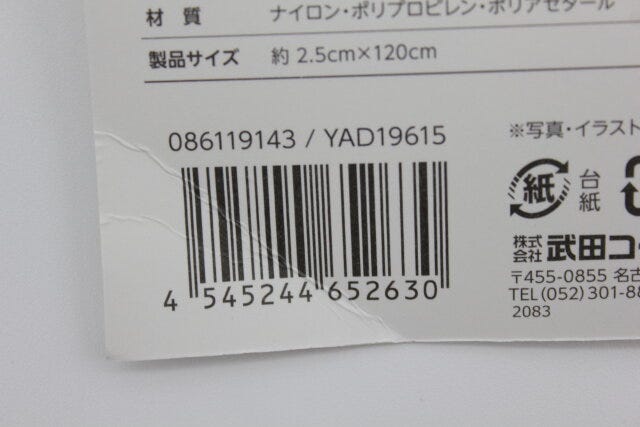 材質 ナイロン・ポリプロピレン・ポリアセタール
製品サイズ 約 2.5cm×120cm
086119143 / YAD19615
※写真・イラスト
紙 台紙
4 545244 652630
株式会社 武田コ
〒455-0855 名古
TEL(052)301-88
2083